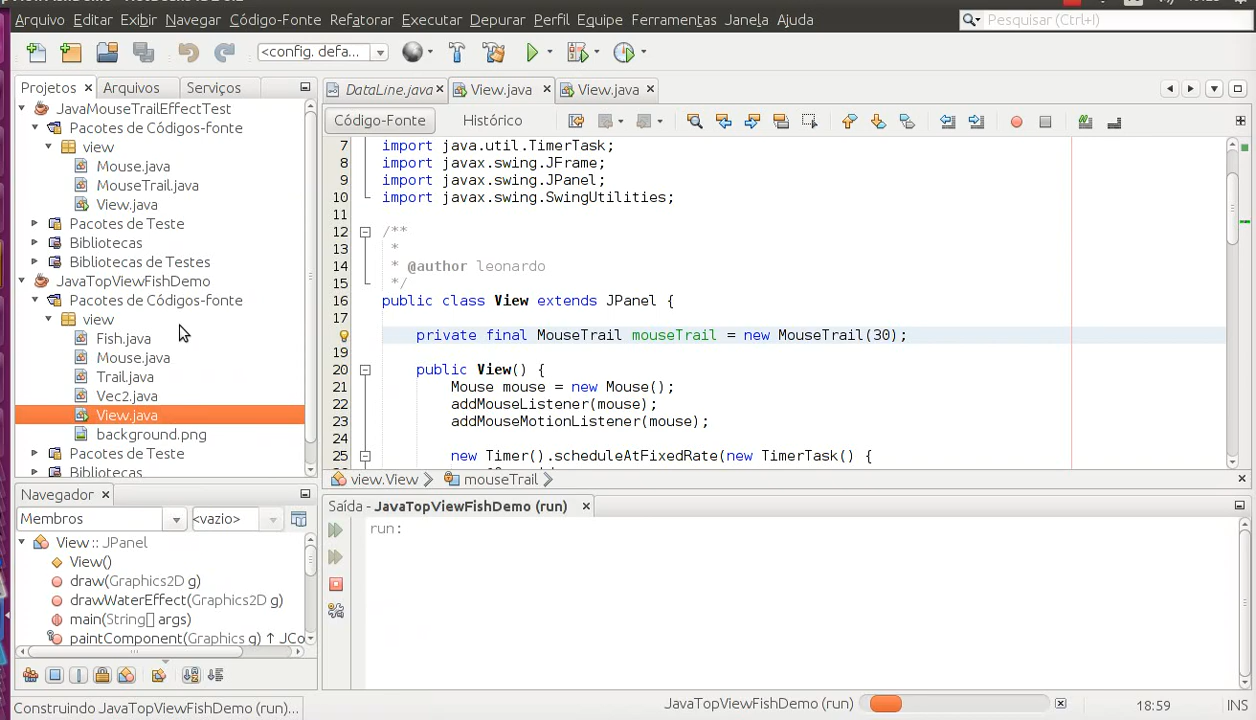 Arquivo Editar Exibir Navegar Código-Fonte Refatorar Executar Depurar Perfil Equipe Ferramentas Janela Ajuda
Pesquisar (Ctrl+I)
<config. defa...
Projetos Arquivos Serviços
DataLine.java View.java View.java
Código-Fonte Histórico
JavaMouseTrailEffectTest
Pacotes de Códigos-fonte
view
Mouse.java
MouseTrail.java
View.java
Pacotes de Teste
Bibliotecas
Bibliotecas de Testes
JavaTopViewFishDemo
Pacotes de Códigos-fonte
view
Fish.java
Mouse.java
Trail.java
Vec2.java
View.java
background.png
Pacotes de Teste
Bibliotecas
7 import java.util.TimerTask;
8 import javax.swing.JFrame;
9 import javax.swing.JPanel;
10 import javax.swing.SwingUtilities;
11
12 /**
13 *
14 * @author leonardo
15 */
16 public class View extends JPanel {
17
private final MouseTrail mouseTrail = new MouseTrail(30);
19
20 public View() {
21 Mouse mouse = new Mouse();
22 addMouseListener(mouse);
23 addMouseMotionListener(mouse);
24
25 new Timer().scheduleAtFixedRate(new TimerTask() {
view.View mouseTrail
Navegador
Membros <vazio>
View :: JPanel
View()
draw(Graphics2D g)
drawWaterEffect(Graphics2D g)
main(String[] args)
paintComponent(Graphics g) ↑ JCo
Saída - JavaTopViewFishDemo (run)
run:
Construindo JavaTopViewFishDemo (run)...
JavaTopViewFishDemo (run)
18:59 INS